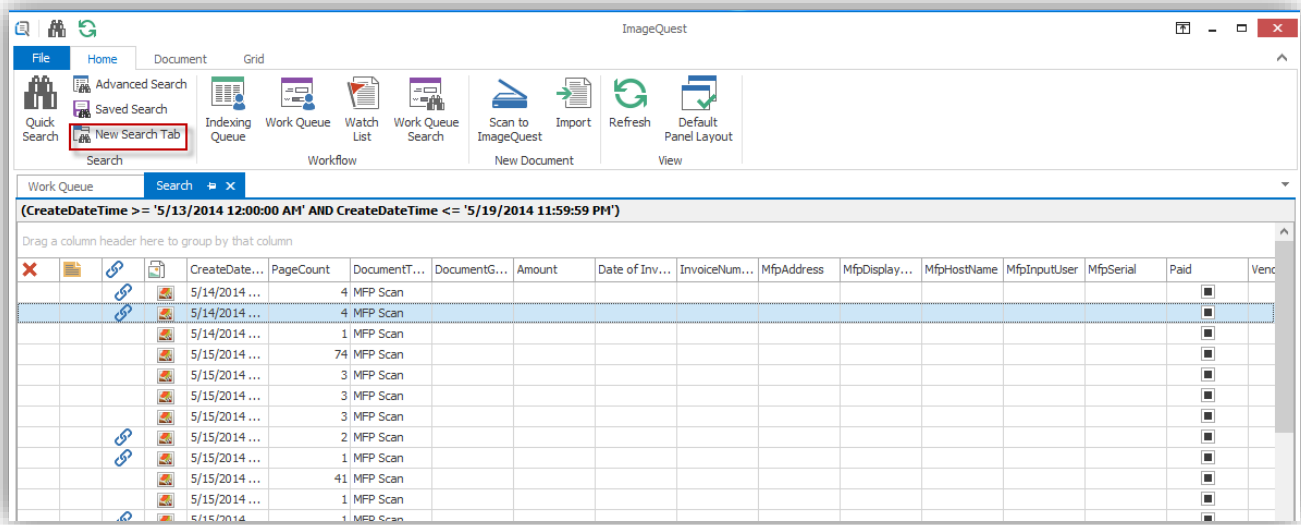 ImageQuest
File Home Document Grid
Quick Search
Advanced Search
Saved Search
New Search Tab
Indexing Queue
Work Queue
Watch List
Work Queue Search
Scan to ImageQuest
Import
Refresh
Default Panel Layout
Search Workflow New Document View
Work Queue Search
(CreateDateTime >= '5/13/2014 12:00:00 AM' AND CreateDateTime <= '5/19/2014 11:59:59 PM')
Drag a column header here to group by that column
CreateDate... PageCount DocumentT... DocumentG... Amount Date of Inv... InvoiceNum... MfpAddress MfpDisplay... MfpHostName MfpInputUser MfpSerial Paid Venc
5/14/2014 ... 4 MFP Scan
5/14/2014 ... 4 MFP Scan
5/14/2014 ... 1 MFP Scan
5/15/2014 ... 74 MFP Scan
5/15/2014 ... 3 MFP Scan
5/15/2014 ... 3 MFP Scan
5/15/2014 ... 3 MFP Scan
5/15/2014 ... 2 MFP Scan
5/15/2014 ... 1 MFP Scan
5/15/2014 ... 41 MFP Scan
5/15/2014 ... 1 MFP Scan
5/15/2014 1 MFP Scan